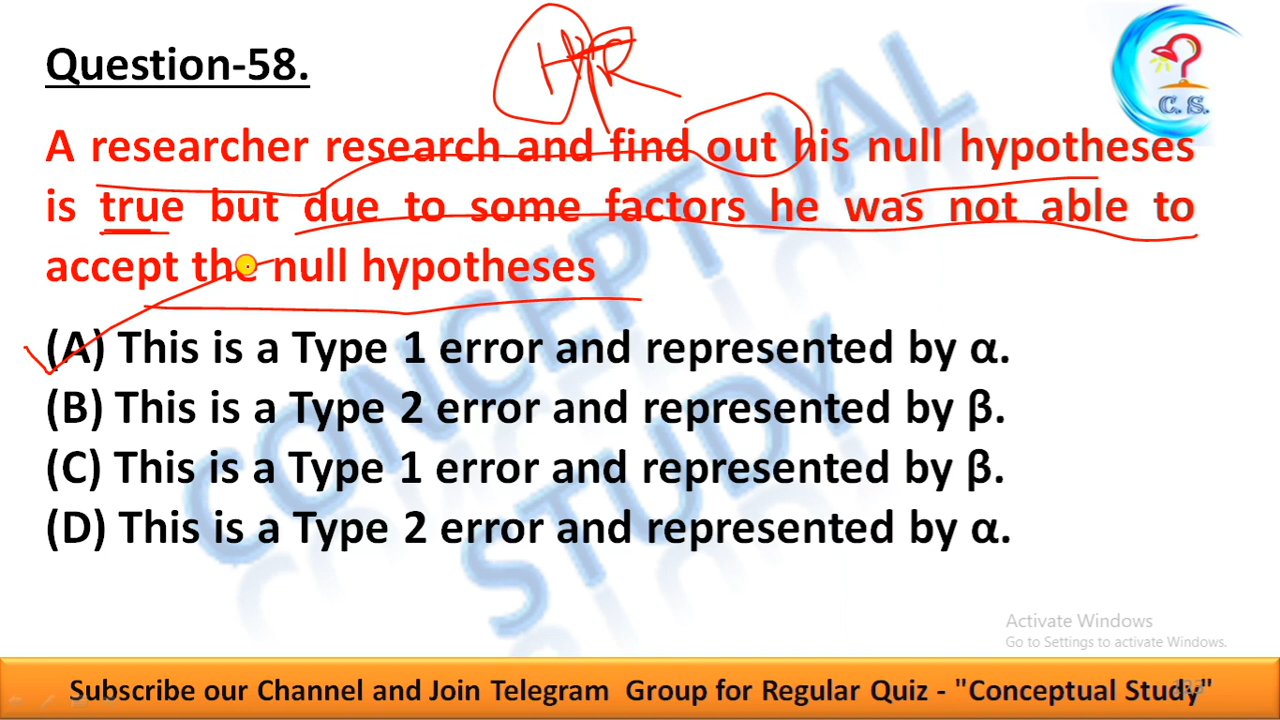 Question-58.
C. S.
A researcher research and find out his null hypotheses
is true but due to some factors he was not able to
accept the null hypotheses
(A) This is a Type 1 error and represented by α.
(B) This is a Type 2 error and represented by β.
(C) This is a Type 1 error and represented by β.
(D) This is a Type 2 error and represented by α.
CONCEPTUAL
STUDY
Activate Windows
Go to Settings to activate Windows.
Subscribe our Channel and Join Telegram Group for Regular Quiz - "Conceptual Study"